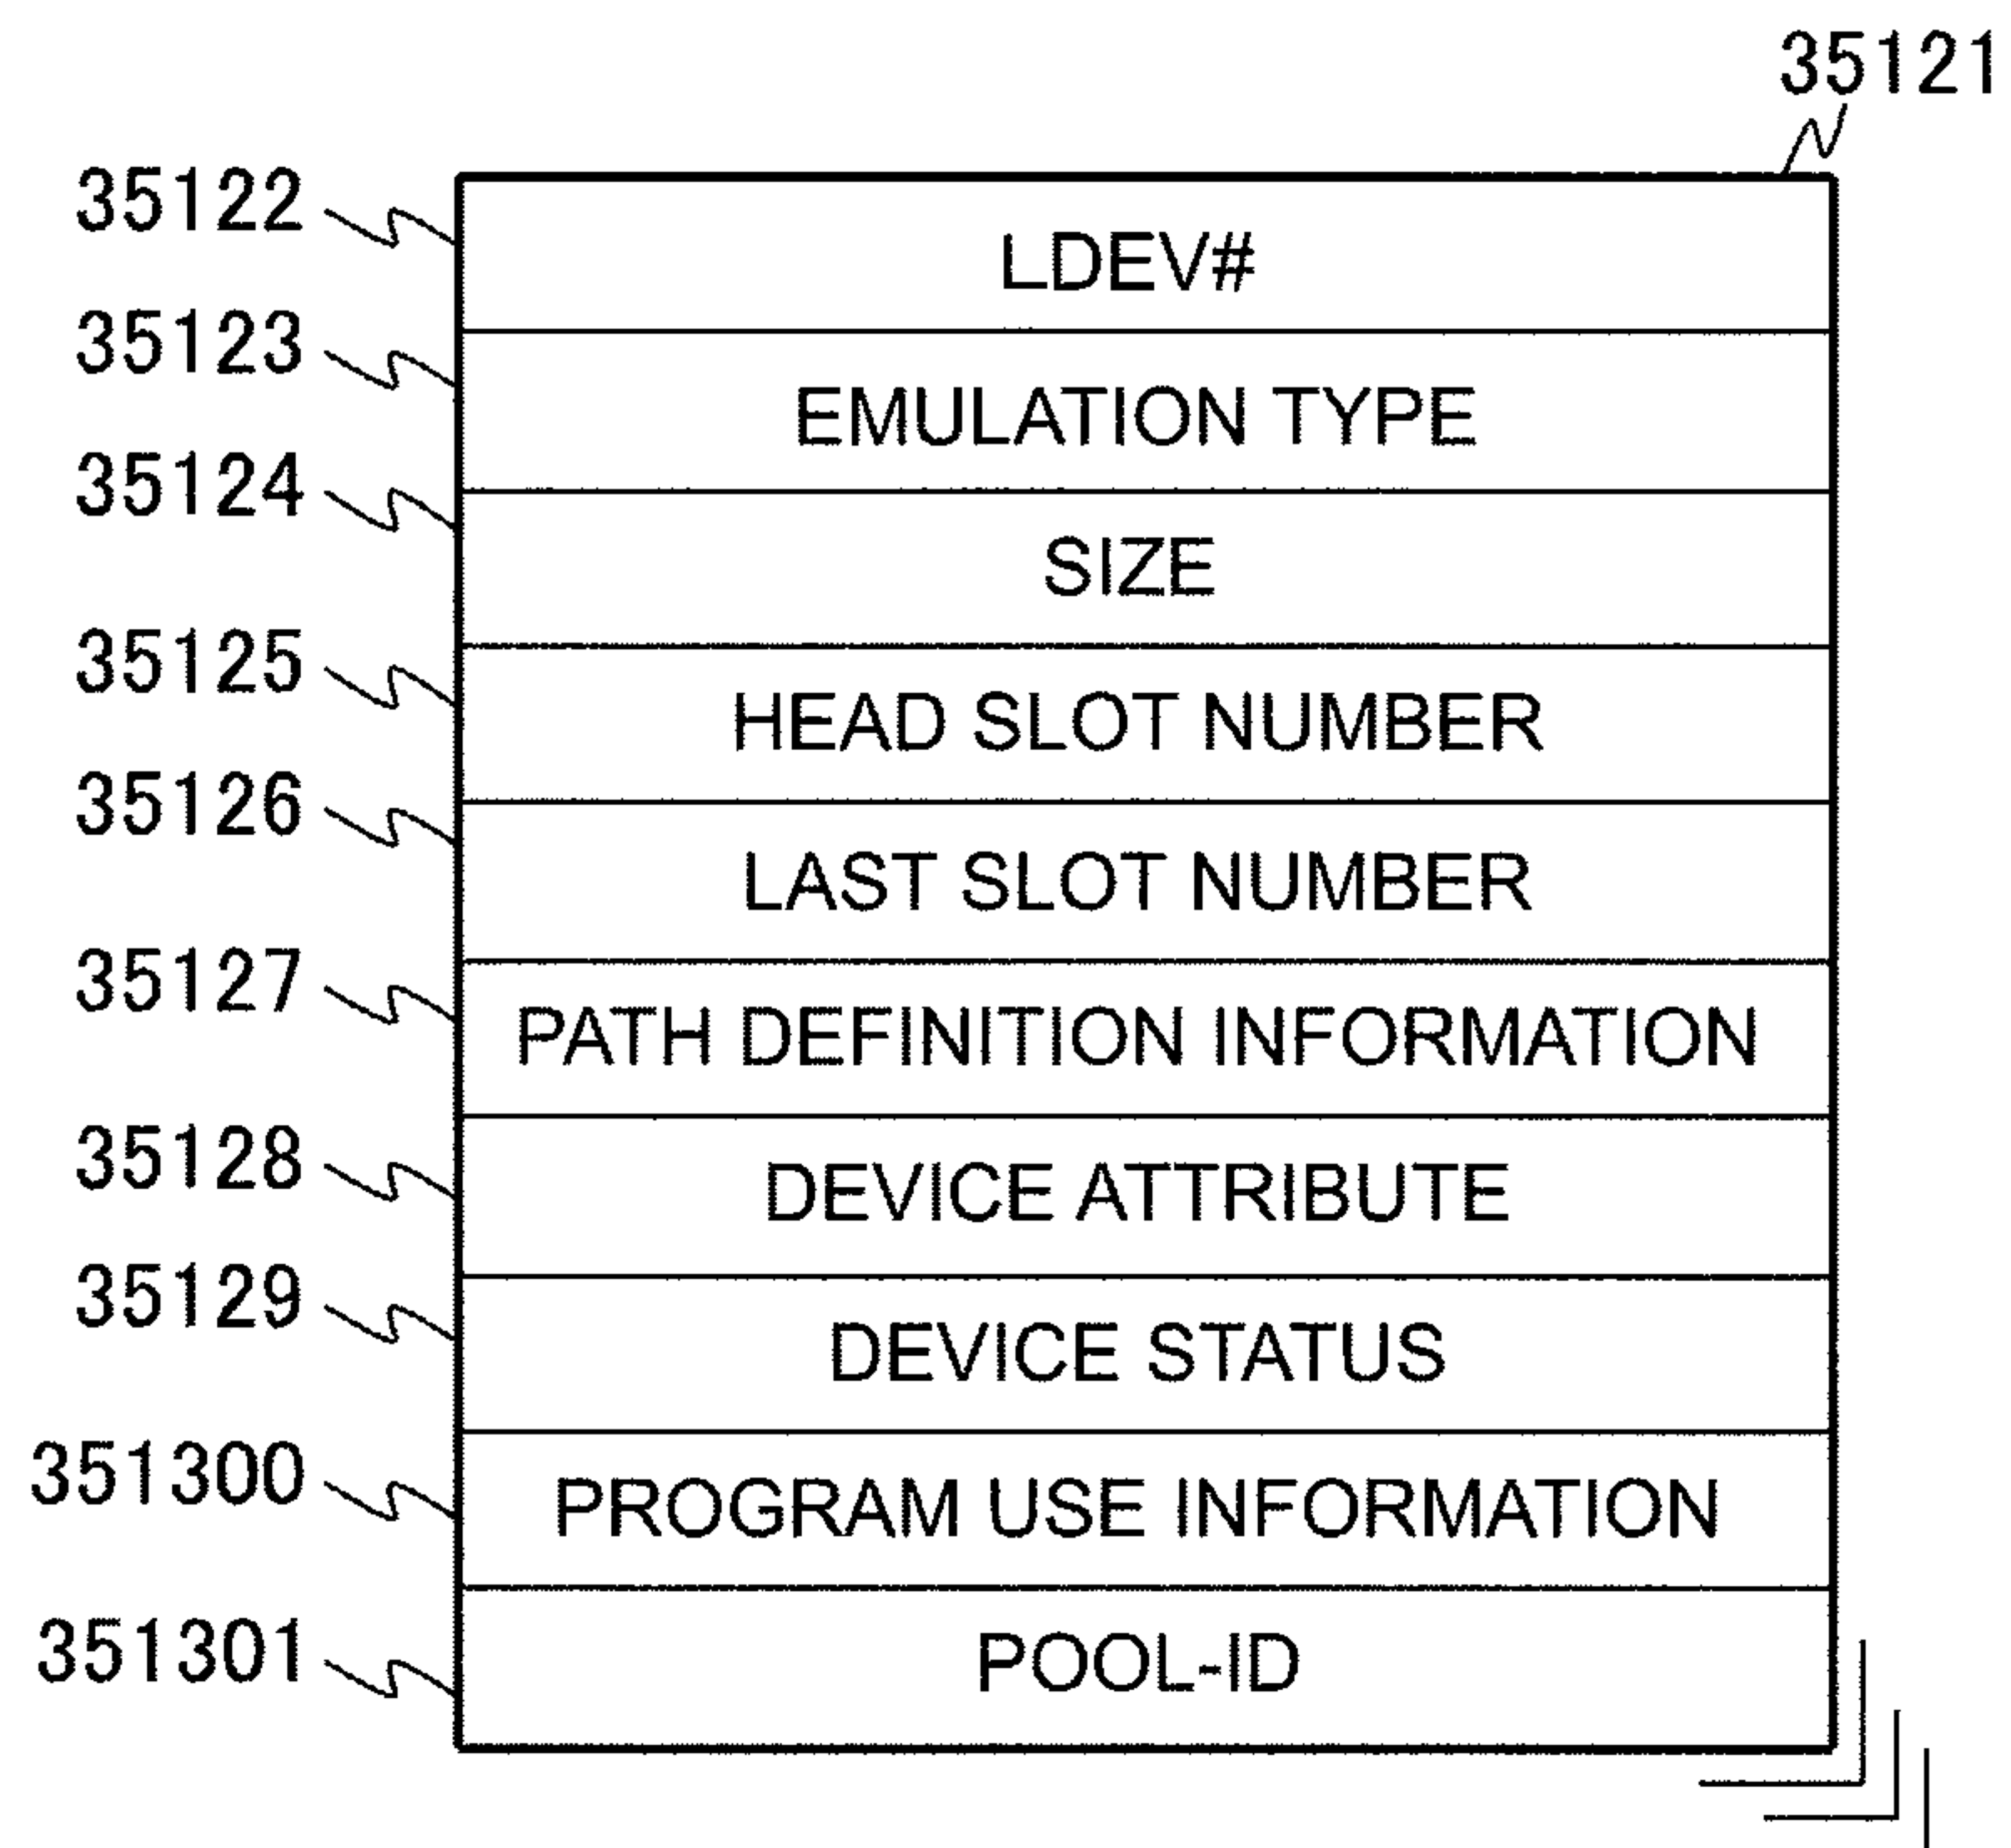 35121
35122
LDEV#
35123
EMULATION TYPE
35124
SIZE
35125
HEAD SLOT NUMBER
35126
LAST SLOT NUMBER
35127
PATH DEFINITION INFORMATION
35128
DEVICE ATTRIBUTE
35129
DEVICE STATUS
351300
PROGRAM USE INFORMATION
351301
POOL-ID